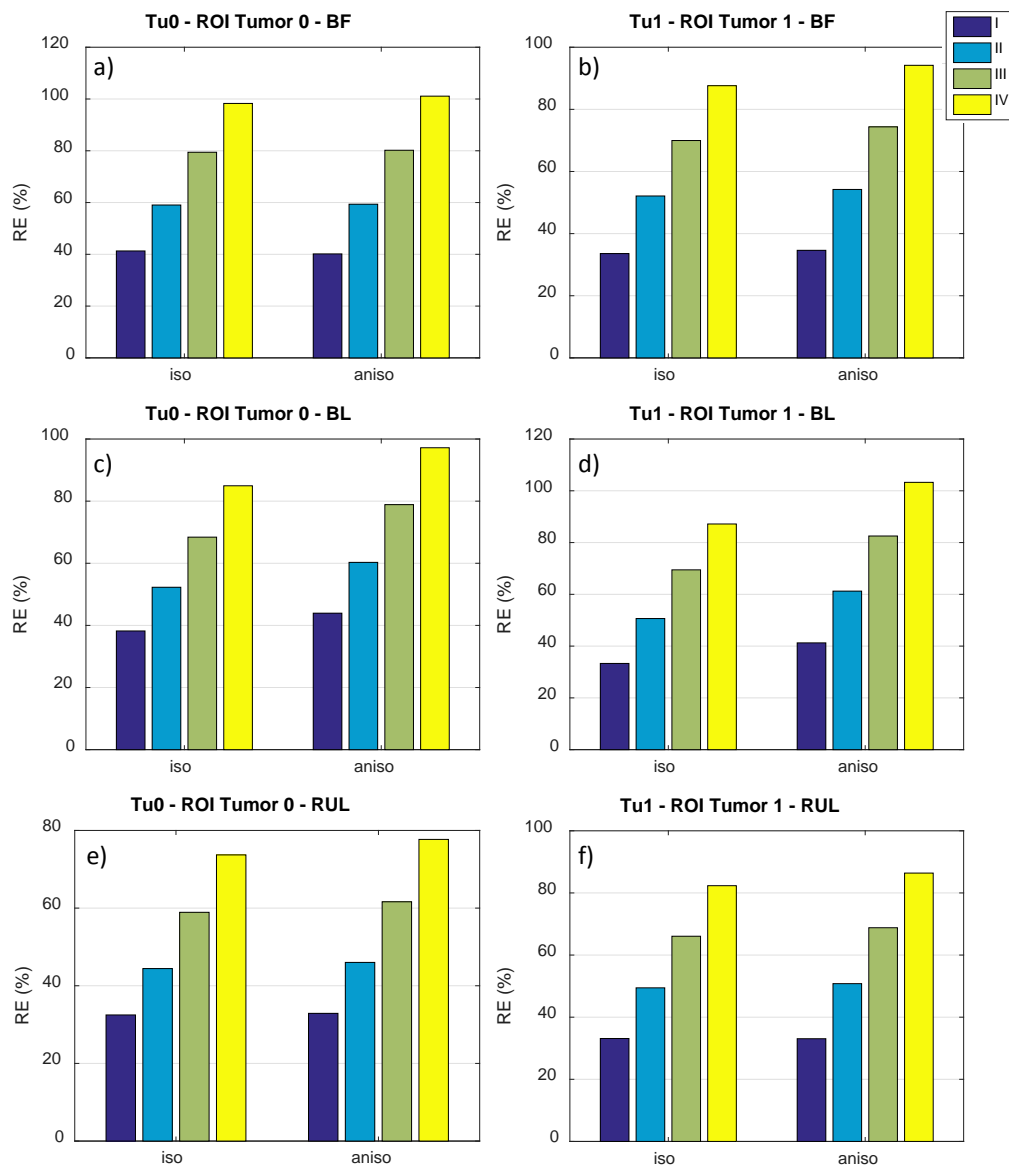 Tu0 - ROI Tumor 0 - BF
a)
RE (%)
120
100
80
60
40
20
0
iso
aniso
Tu1 - ROI Tumor 1 - BF
b)
RE (%)
100
80
60
40
20
0
iso
aniso
I
II
III
IV
Tu0 - ROI Tumor 0 - BL
c)
RE (%)
100
80
60
40
20
0
iso
aniso
Tu1 - ROI Tumor 1 - BL
d)
RE (%)
120
100
80
60
40
20
0
iso
aniso
Tu0 - ROI Tumor 0 - RUL
e)
RE (%)
80
60
40
20
0
iso
aniso
Tu1 - ROI Tumor 1 - RUL
f)
RE (%)
100
80
60
40
20
0
iso
aniso